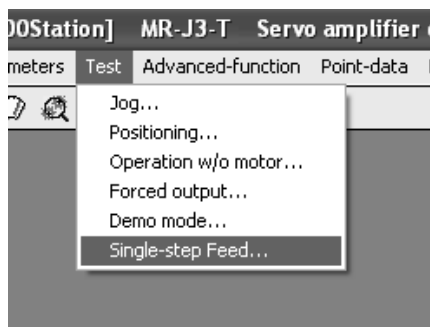 00Station] MR-J3-T Servo amplifier
meters Test Advanced-function Point-data
Jog...
Positioning...
Operation w/o motor...
Forced output...
Demo mode...
Single-step Feed...